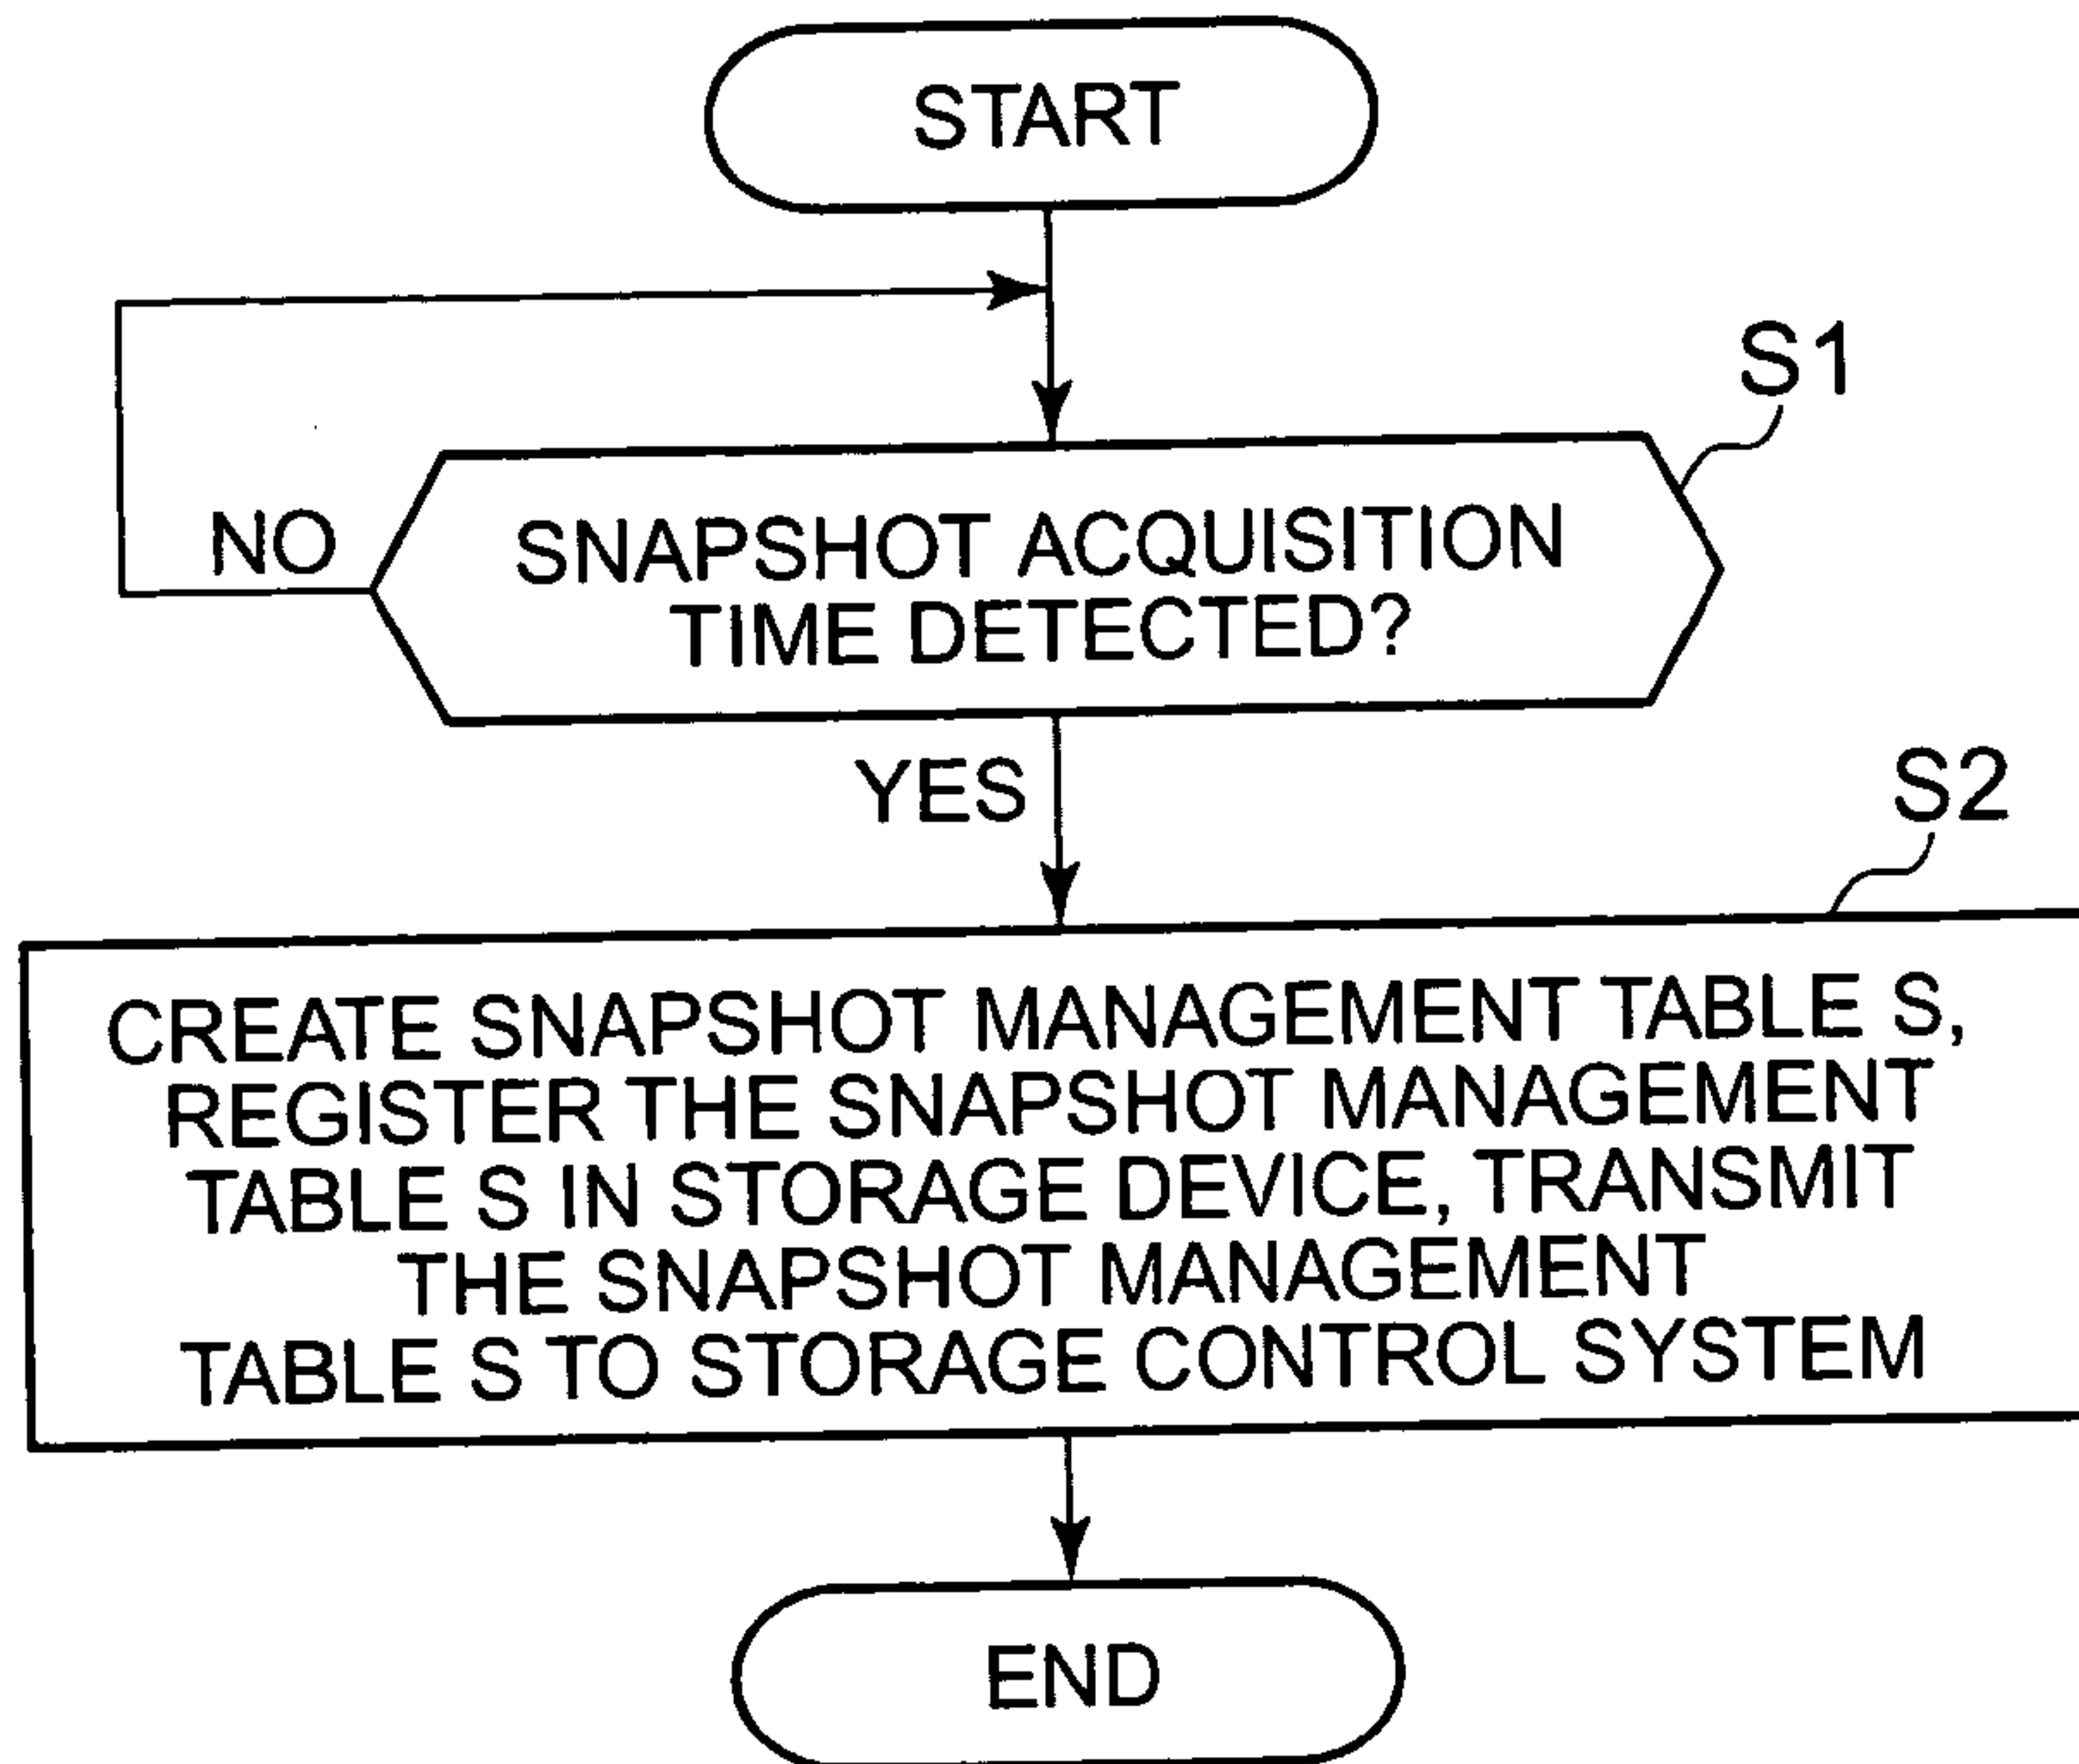 START
S1
NO
SNAPSHOT ACQUISITION
TIME DETECTED?
YES
S2
CREATE SNAPSHOT MANAGEMENT TABLE S,
REGISTER THE SNAPSHOT MANAGEMENT
TABLE S IN STORAGE DEVICE, TRANSMIT
THE SNAPSHOT MANAGEMENT
TABLE S TO STORAGE CONTROL SYSTEM
END